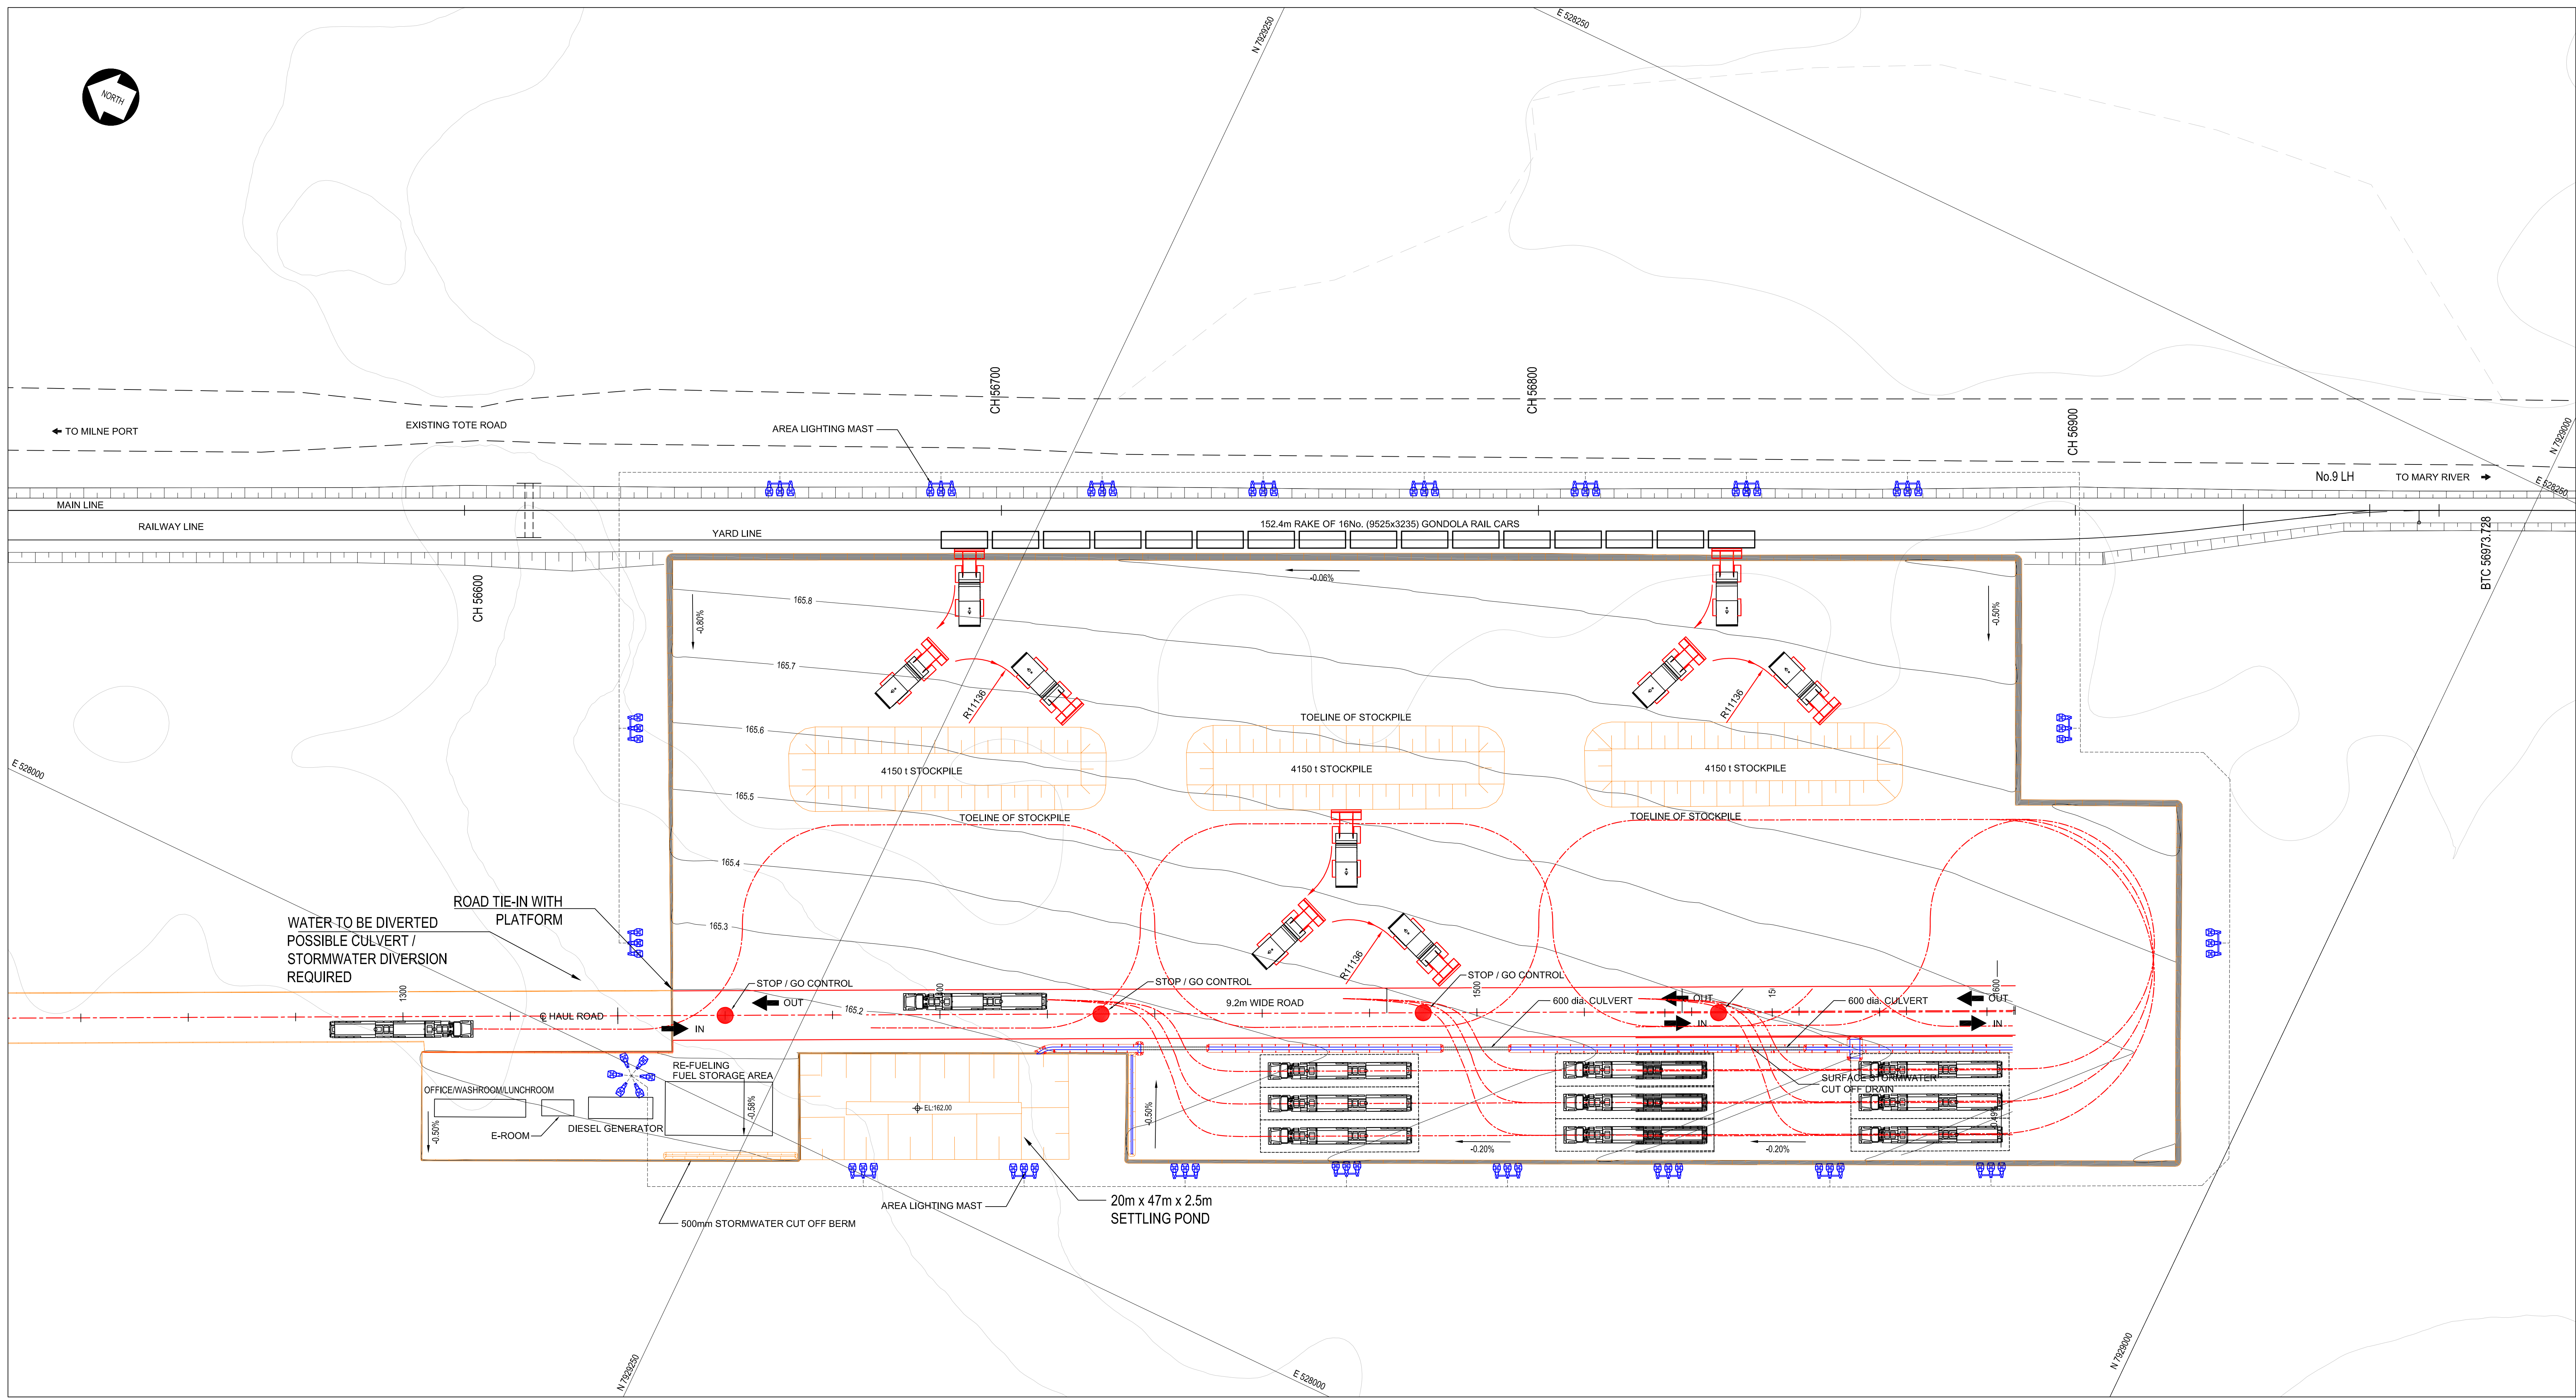 E 528250
N 7929250
NORTH
CH 56700
CH 56800
CH 56900
N 7929000
TO MILNE PORT
EXISTING TOTE ROAD
AREA LIGHTING MAST
No.9 LH
TO MARY RIVER
E 528250
MAIN LINE
RAILWAY LINE
YARD LINE
152.4m RAKE OF 16No. (9525x3235) GONDOLA RAIL CARS
BTC 56973.728
CH 56600
-0.06%
165.8
-0.80%
-0.50%
165.7
R11136
R11136
TOELINE OF STOCKPILE
165.6
4150 t STOCKPILE
4150 t STOCKPILE
4150 t STOCKPILE
E 528000
165.5
TOELINE OF STOCKPILE
TOELINE OF STOCKPILE
165.4
ROAD TIE-IN WITH
PLATFORM
WATER TO BE DIVERTED
POSSIBLE CULVERT /
STORMWATER DIVERSION
REQUIRED
165.3
R11136
STOP / GO CONTROL
STOP / GO CONTROL
STOP / GO CONTROL
1300
1500
1600
OUT
9,2m WIDE ROAD
600 dia. CULVERT
OUT
600 dia. CULVERT
OUT
165.2
℄ HAUL ROAD
IN
IN
IN
RE-FUELING
FUEL STORAGE AREA
OFFICE/WASHROOM/LUNCHROOM
SURFACE STORMWATER
CUT OFF DRAIN
EL:162.00
-0.50%
-0.58%
-0.50%
-0.49%
E-ROOM
DIESEL GENERATOR
-0.20%
-0.20%
AREA LIGHTING MAST
20m x 47m x 2.5m
SETTLING POND
500mm STORMWATER CUT OFF BERM
N 7929250
E 528000
N 7929000